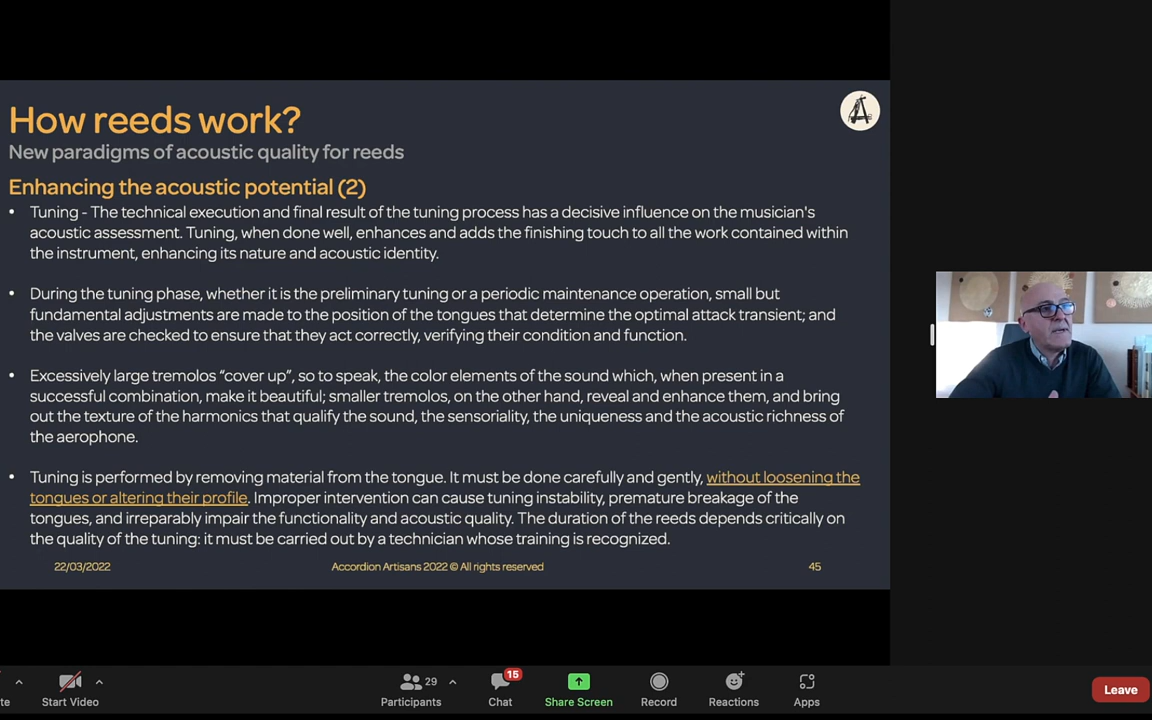 How reeds work?
New paradigms of acoustic quality for reeds
Enhancing the acoustic potential (2)
• Tuning - The technical execution and final result of the tuning process has a decisive influence on the musician's
acoustic assessment. Tuning, when done well, enhances and adds the finishing touch to all the work contained within
the instrument, enhancing its nature and acoustic identity.
• During the tuning phase, whether it is the preliminary tuning or a periodic maintenance operation, small but
fundamental adjustments are made to the position of the tongues that determine the optimal attack transient; and
the valves are checked to ensure that they act correctly, verifying their condition and function.
• Excessively large tremolos “cover up”, so to speak, the color elements of the sound which, when present in a
successful combination, make it beautiful; smaller tremolos, on the other hand, reveal and enhance them, and bring
out the texture of the harmonics that qualify the sound, the sensoriality, the uniqueness and the acoustic richness of
the aerophone.
• Tuning is performed by removing material from the tongue. It must be done carefully and gently, without loosening the
tongues or altering their profile. Improper intervention can cause tuning instability, premature breakage of the
tongues, and irreparably impair the functionality and acoustic quality. The duration of the reeds depends critically on
the quality of the tuning: it must be carried out by a technician whose training is recognized.
22/03/2022 Accordion Artisans 2022 © All rights reserved 45
te Start Video 29 Participants 15 Chat Share Screen Record Reactions Apps Leave